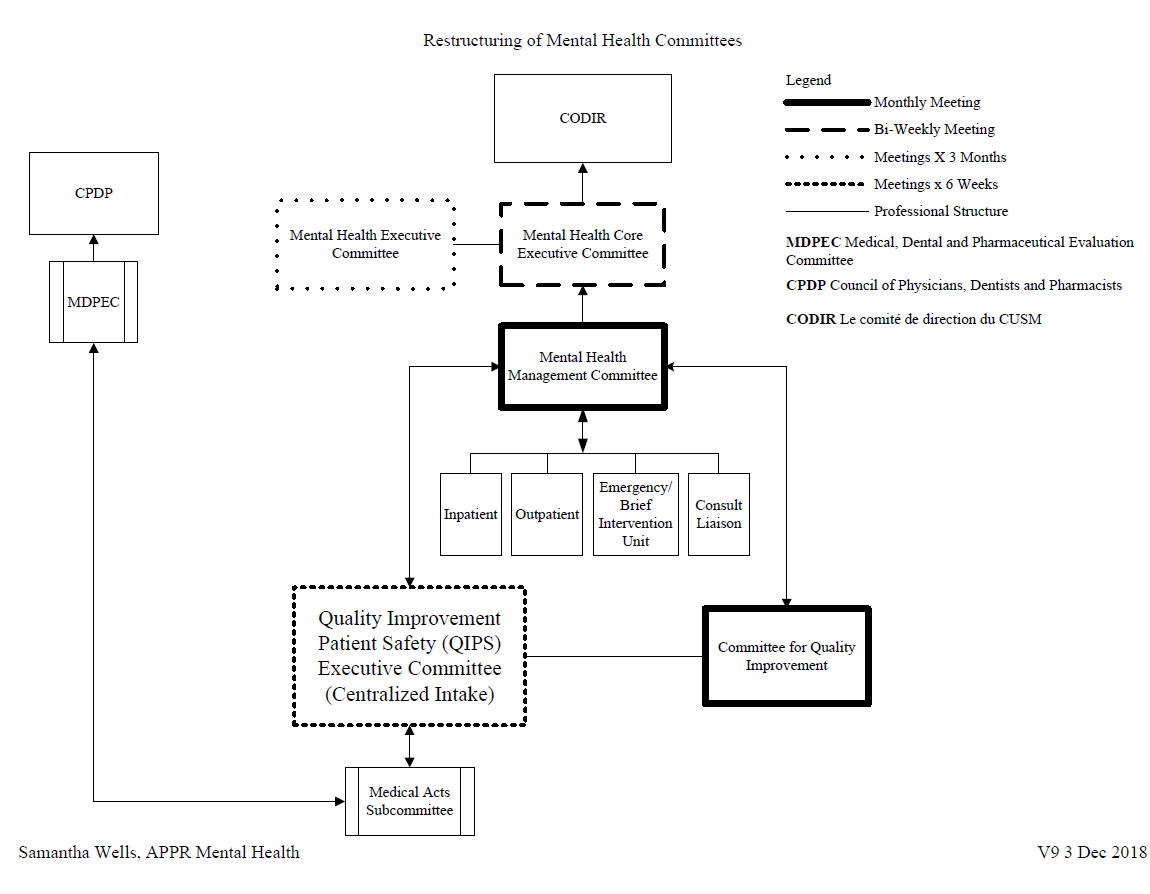 Restructuring of Mental Health Committees
CODIR
Legend
Monthly Meeting
Bi-Weekly Meeting
Meetings X 3 Months
Meetings x 6 Weeks
Professional Structure
MDPEC Medical, Dental and Pharmaceutical Evaluation
Committee
CPDP Council of Physicians, Dentists and Pharmacists
CODIR Le comité de direction du CUSM
CPDP
MDPEC
Mental Health Executive
Committee
Mental Health Core
Executive Committee
Mental Health
Management Committee
Inpatient
Outpatient
Emergency/
Brief
Intervention
Unit
Consult
Liaison
Quality Improvement
Patient Safety (QIPS)
Executive Committee
(Centralized Intake)
Committee for Quality
Improvement
Medical Acts
Subcommittee
Samantha Wells, APPR Mental Health
V9 3 Dec 2018